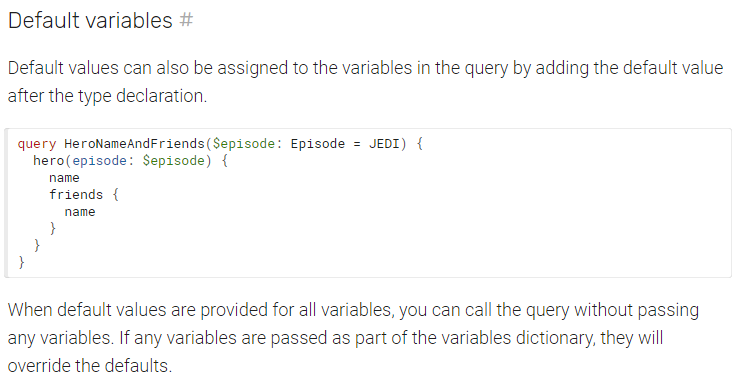 Default variables #
Default values can also be assigned to the variables in the query by adding the default value
after the type declaration.
query HeroNameAndFriends($episode: Episode = JEDI) {
  hero(episode: $episode) {
    name
    friends {
      name
    }
  }
}
When default values are provided for all variables, you can call the query without passing
any variables. If any variables are passed as part of the variables dictionary, they will
override the defaults.